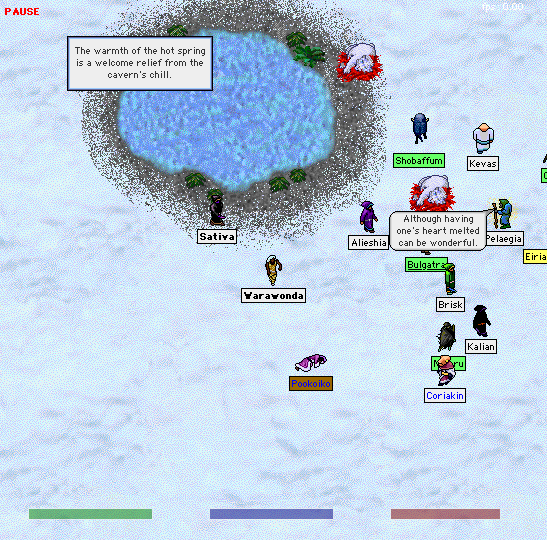 PAUSE
The warmth of the hot spring
is a welcome relief from the
cavern's chill.
Shobaffum
Kevas
Sativa
Alieshia
Although having
one's heart melted
can be wonderful.
Pelaegia
Bulgatra
Eiria
Warawonda
Brisk
Kalian
Pookoiko
Coriakin